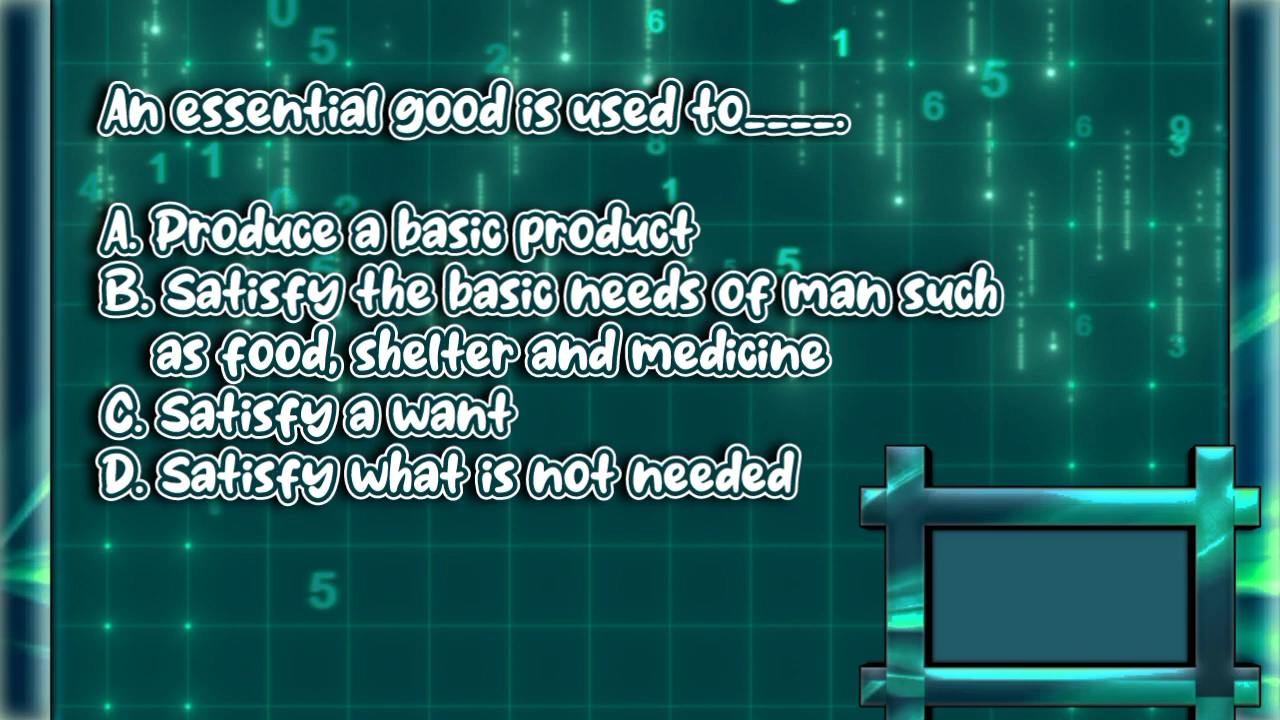 An essential good is used to____.
A. Produce a basic product
B. Satisfy the basic needs of man such
as food, shelter and medicine
C. Satisfy a want
D. Satisfy what is not needed